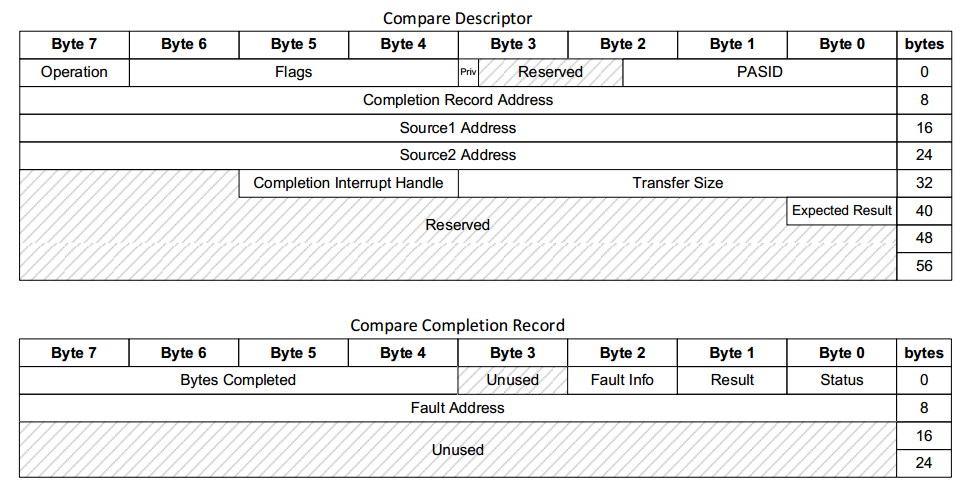 Compare Descriptor
Byte 7 Byte 6 Byte 5 Byte 4 Byte 3 Byte 2 Byte 1 Byte 0 bytes
Operation Flags Priv Reserved PASID 0
Completion Record Address 8
Source1 Address 16
Source2 Address 24
Completion Interrupt Handle Transfer Size 32
Expected Result 40
Reserved
48
56
Compare Completion Record
Byte 7 Byte 6 Byte 5 Byte 4 Byte 3 Byte 2 Byte 1 Byte 0 bytes
Bytes Completed Unused Fault Info Result Status 0
Fault Address 8
16
Unused
24